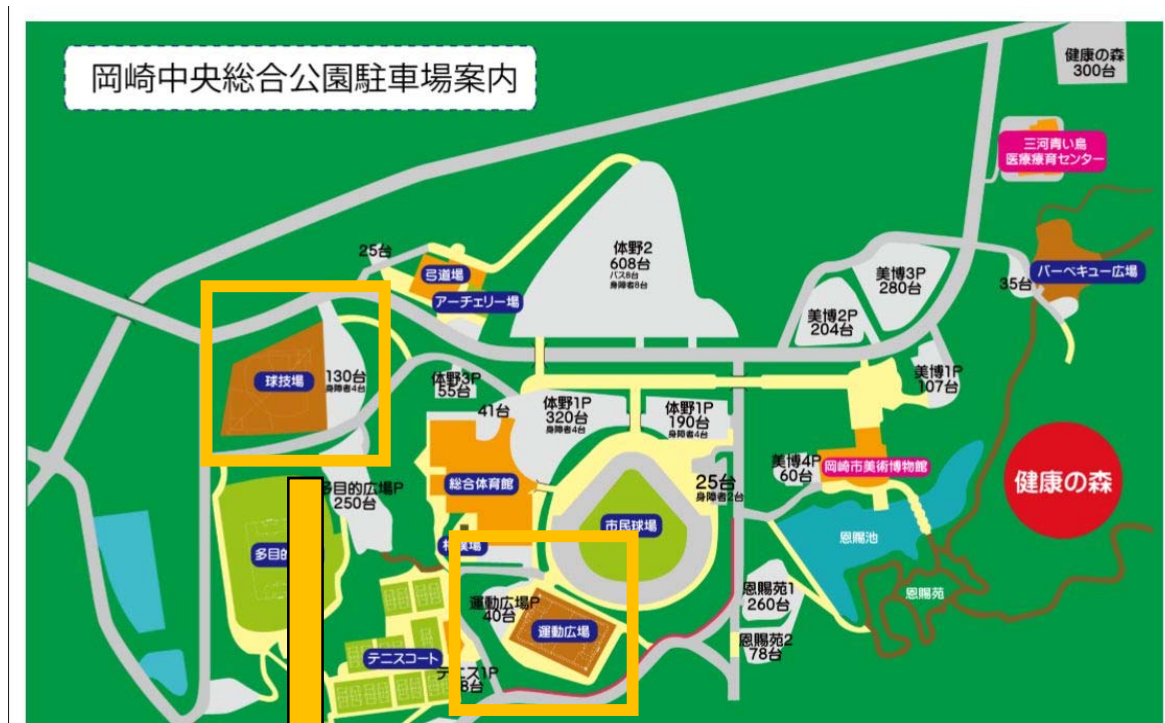 岡崎中央総合公園駐車場案内
健康の森
300台
三河青い鳥
医療療育センター
25台
弓道場
アーチェリー場
体野2
608台
バス8台
身障者8台
美博3P
280台
35台
バーベキュー広場
美博2P
204台
球技場
130台
身障者4台
体野3P
55台
41台
体野1P
320台
身障者4台
体野1P
190台
身障者4台
美博1P
107台
総合体育館
25台
身障者2台
美博4P
60台
岡崎市美術博物館
健康の森
多目的広場P
250台
市民球場
恩賜池
多目的
恩賜苑
運動広場P
40台
運動広場
恩賜苑1
260台
恩賜苑2
78台
テニスコート
テニス1P
8台